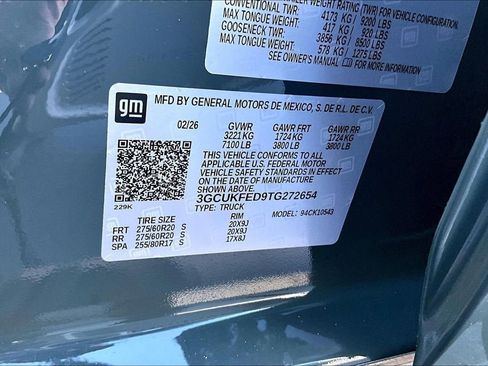 TRAILER WEIGHT RATING (TWR) FOR VEHICLE CONFIGURATION.
CONVENTIONAL TWR: 4173 KG / 9200 LBS
MAX TONGUE WEIGHT: 417 KG / 920 LBS
GOOSENECK TWR: 3856 KG / 8500 LBS
MAX TONGUE WEIGHT: 578 KG / 1275 LBS
SEE OWNER'S MANUAL
gm
MFD BY GENERAL MOTORS DE MEXICO, S. DE R.L. DE C.V.
02/26 GVWR GAWR FRT GAWR RR
3221 KG 1724 KG 1724 KG
7100 LB 3800 LB 3800 LB
THIS VEHICLE CONFORMS TO ALL
APPLICABLE U.S. FEDERAL MOTOR
VEHICLE SAFETY STANDARDS IN EFFECT
ON THE DATE OF MANUFACTURE SHOWN ABOVE.
3GCUKFED9TG272654
TYPE: TRUCK MODEL: 94CK10543
229K
TIRE SIZE RIM
FRT 275/60R20 S 20X9J
RR 275/60R20 S 20X9J
SPA 255/80R17 S 17X8J